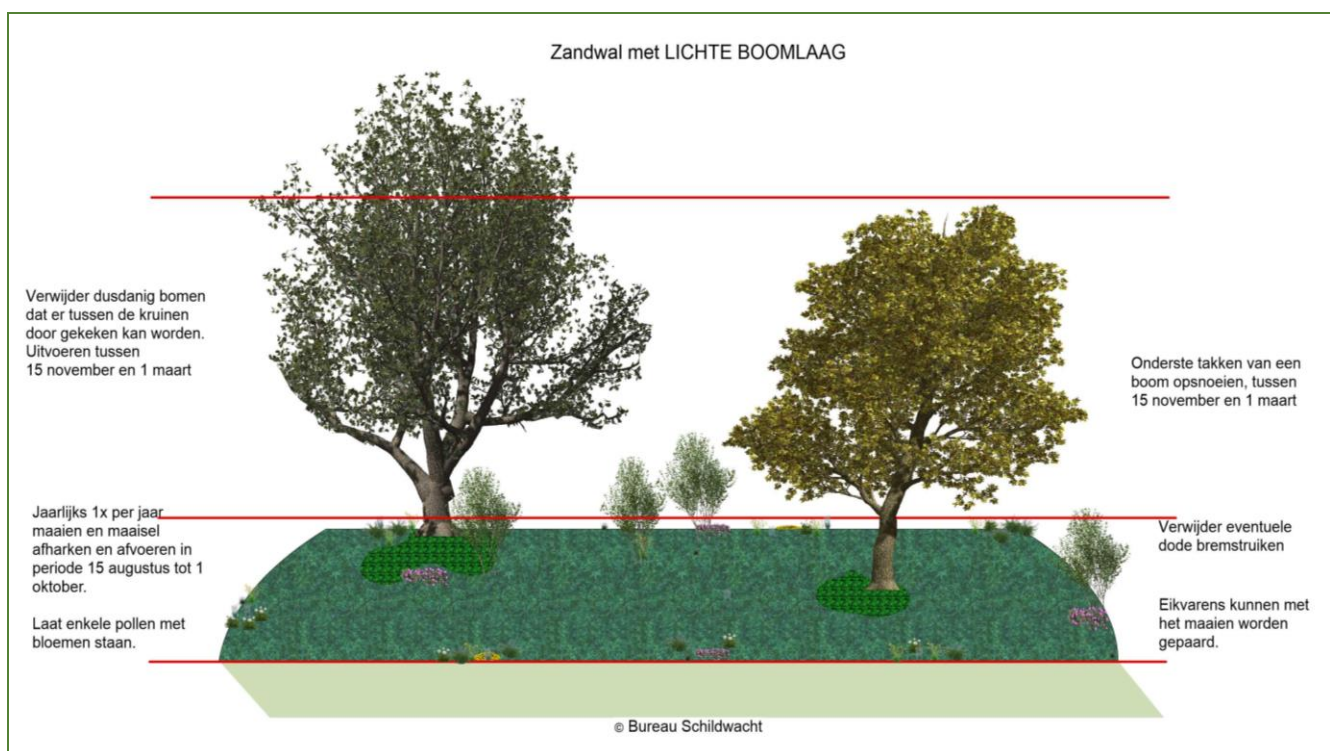 Zandwal met LICHTE BOOMLAAG
Verwijder dusdanig bomen
dat er tussen de kruinen
door gekeken kan worden.
Uitvoeren tussen
15 november en 1 maart
Onderste takken van een
boom opsnoeien, tussen
15 november en 1 maart
Jaarlijks 1x per jaar
maaien en maaisel
afharken en afvoeren in
periode 15 augustus tot 1
oktober.
Laat enkele pollen met
bloemen staan.
Verwijder eventuele
dode bremstruiken
Eikvarens kunnen met
het maaien worden
gepaard.
© Bureau Schildwacht